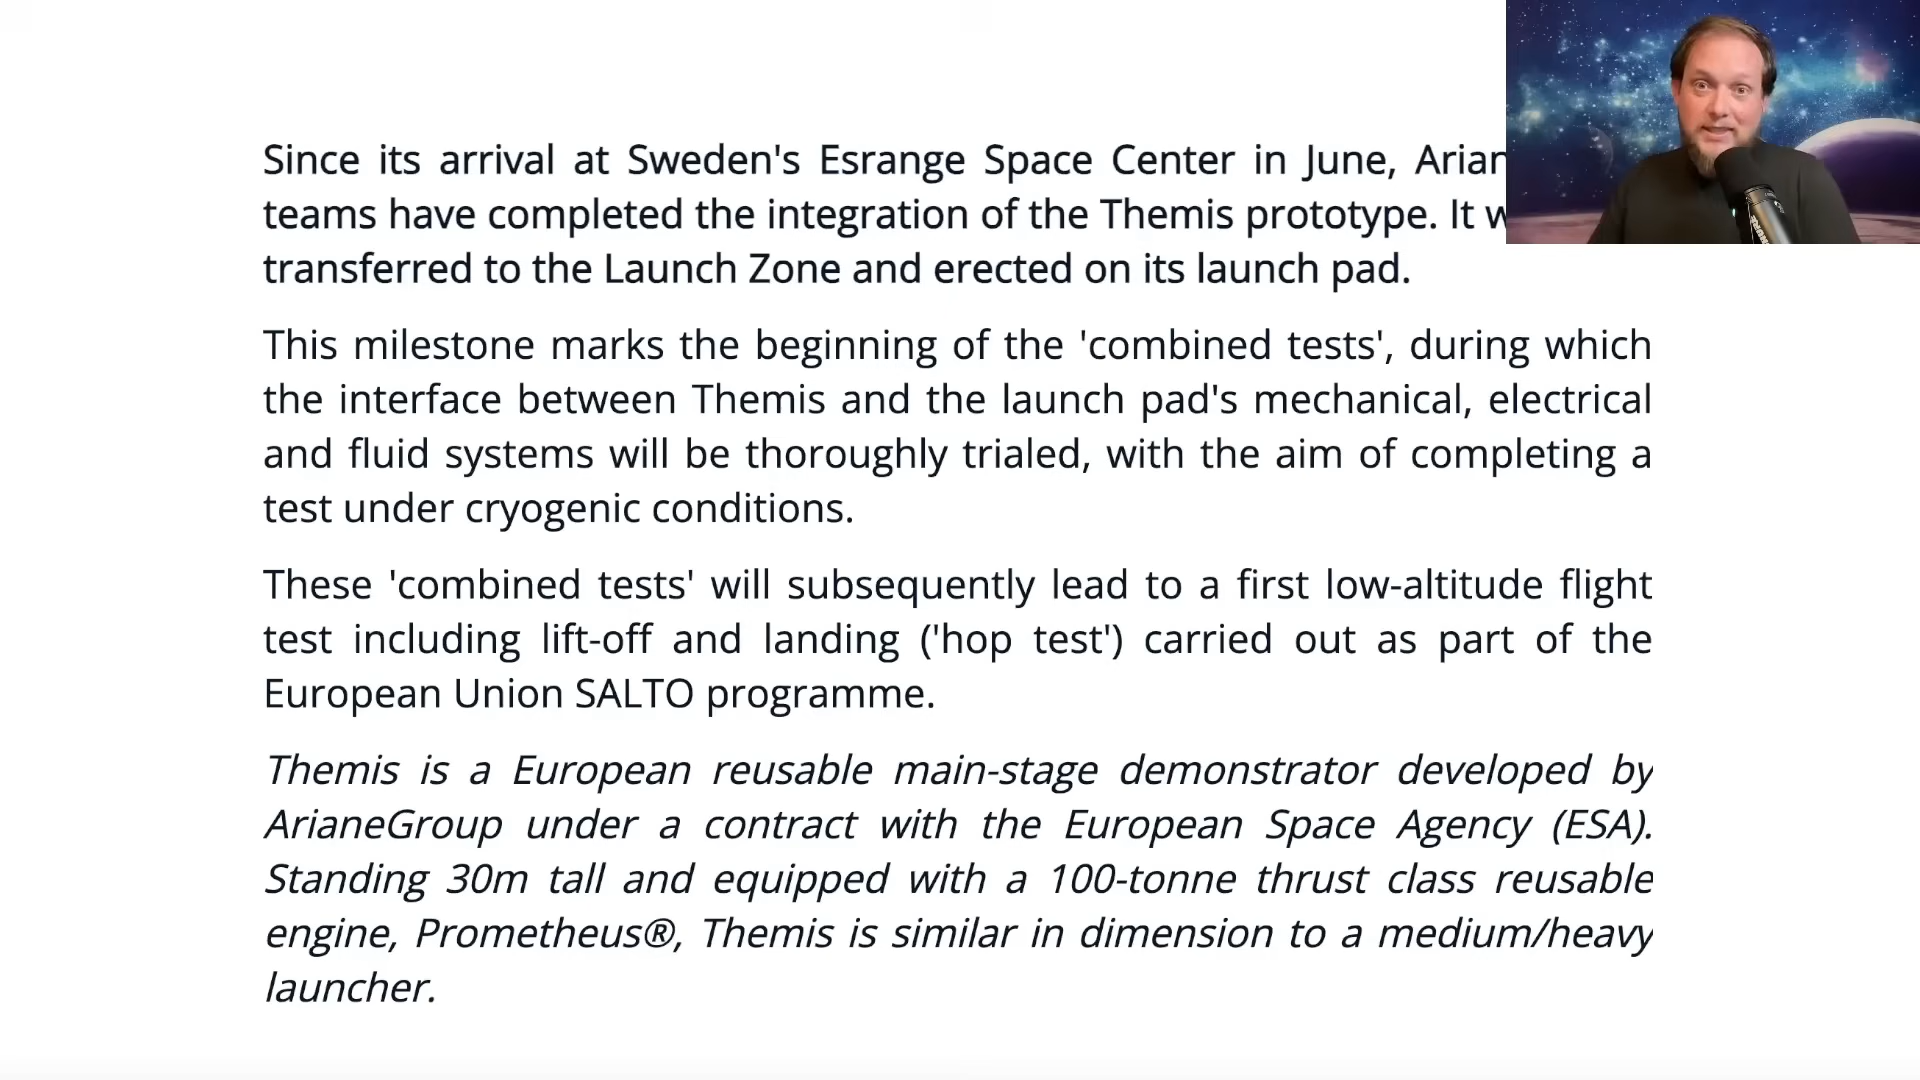 Since its arrival at Sweden's Esrange Space Center in June,
teams have completed the integration of the Themis prototype. It
transferred to the Launch Zone and erected on its launch pad.
This milestone marks the beginning of the 'combined tests', during which
the interface between Themis and the launch pad's mechanical, electrical
and fluid systems will be thoroughly trialed, with the aim of completing a
test under cryogenic conditions.
These 'combined tests' will subsequently lead to a first low-altitude flight
test including lift-off and landing ('hop test') carried out as part of the
European Union SALTO programme.
Themis is a European reusable main-stage demonstrator developed by
ArianeGroup under a contract with the European Space Agency (ESA).
Standing 30m tall and equipped with a 100-tonne thrust class reusable
engine, Prometheus®, Themis is similar in dimension to a medium/heavy
launcher.